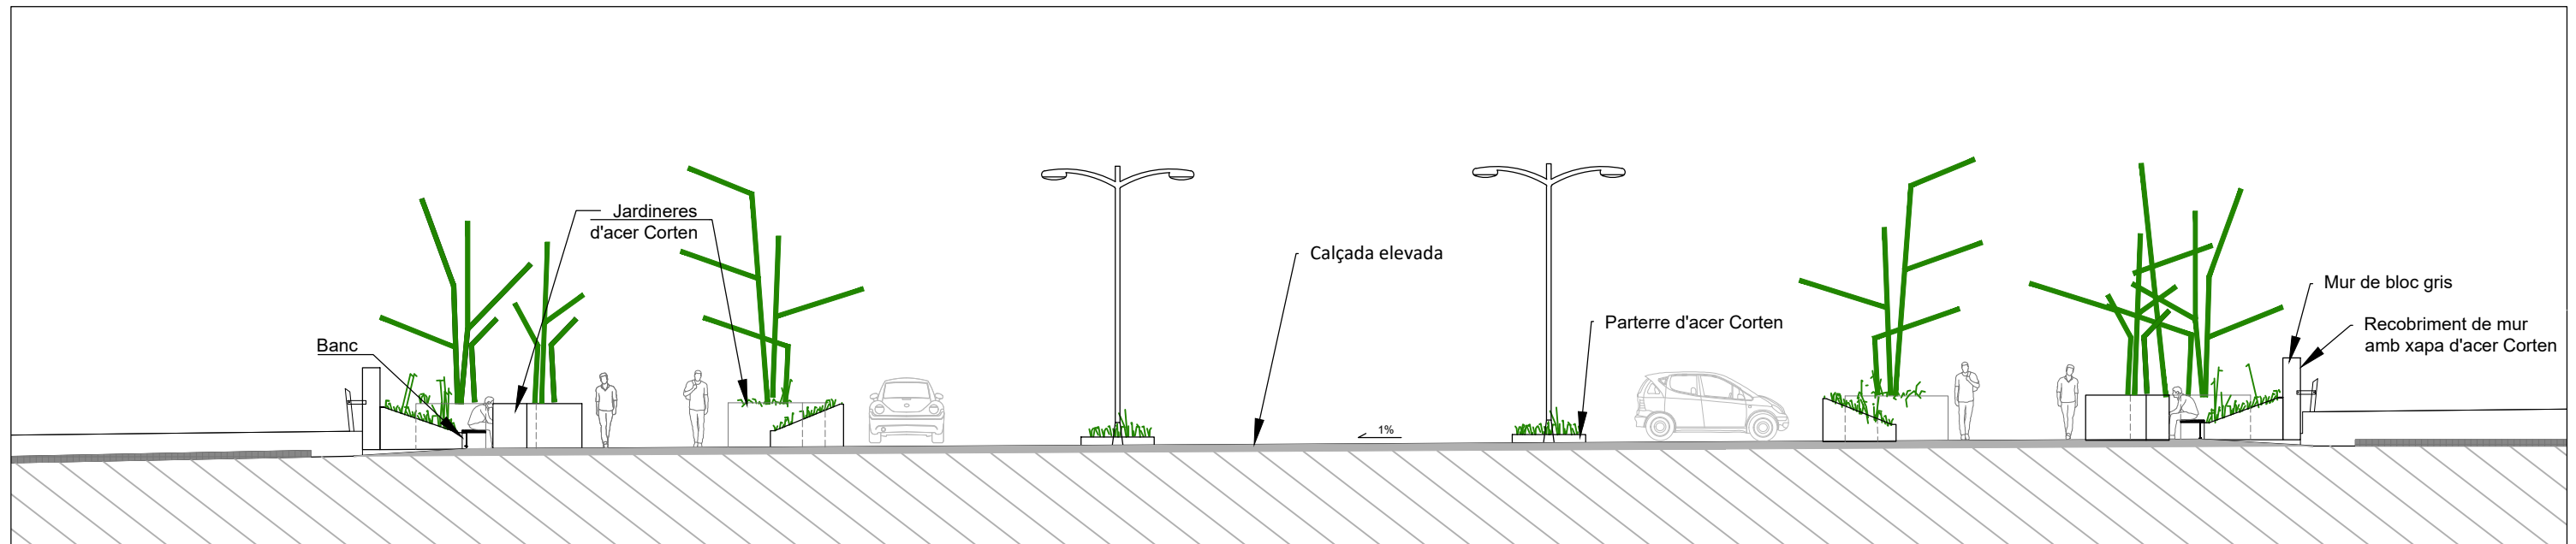 Jardineres
d'acer Corten
Banc
Calçada elevada
1%
Parterre d'acer Corten
Mur de bloc gris
Recobriment de mur
amb xapa d'acer Corten